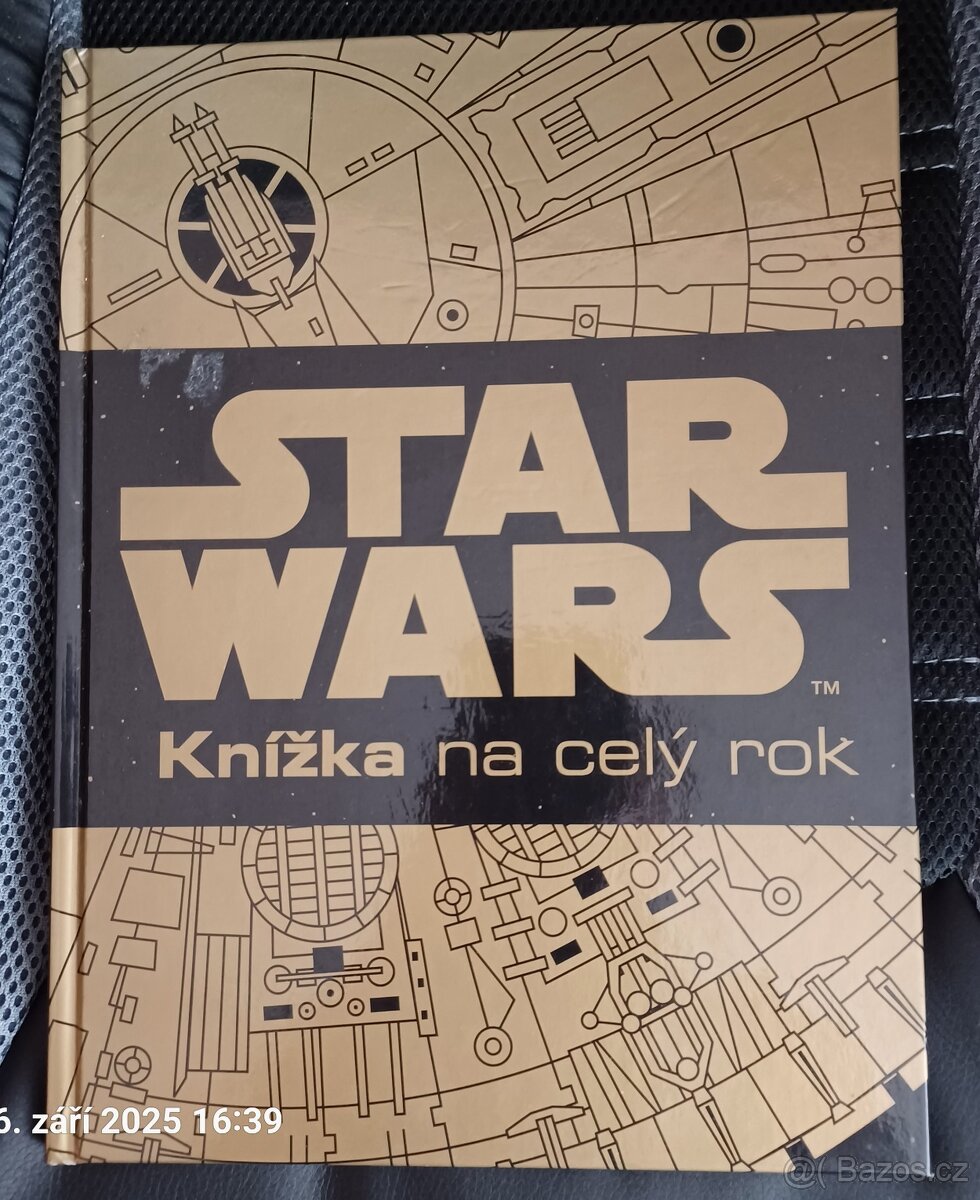 STAR
WARS
TM
Knížka na celý rok
6. září 2025 16:39
@( Bazos.cz